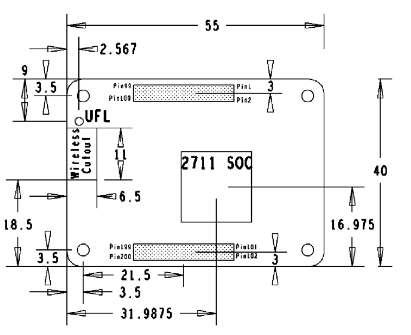 55
2.567
9
3.5
Pin99 Pin1
3
Pin100 Pin2
UFL
Wireless
Cutout
11
2711 SOC
40
6.5
18.5
16.975
Pin199 Pin101
3.5
Pin200 Pin102
3
21.5
3.5
31.9875